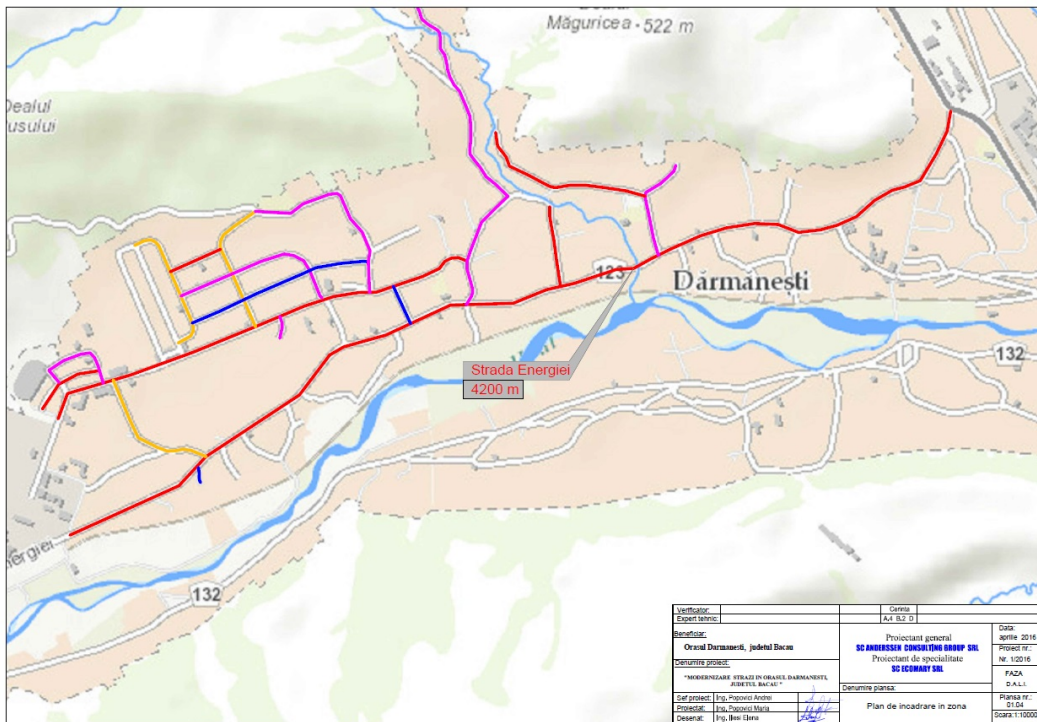 Măguricea - 522 m
Dealul
usului
123
Dărmănești
132
Strada Energiei
4200 m
nergiei
132
Verificator:
Expert tehnic:
Cerinta
A.4 B.2 D
Beneficiar:
Orasul Darmanesti, judetul Bacau
Denumire proiect:
"MODERNIZARE STRAZI IN ORASUL DARMANESTI,
JUDETUL BACAU "
Sef proiect: Ing. Popovici Andrei
Proiectat: Ing. Popovici Maria
Desenat: Ing. Iliesi Elena
Proiectant general
SC ANDERSSEN CONSULTING GROUP SRL
Proiectant de specialitate
SC ECOMARY SRL
Denumire plansa:
Plan de incadrare in zona
Data:
aprilie 2016
Proiect nr.:
Nr. 1/2016
FAZA
D.A.L.I.
Plansa nr.:
01.04
Scara:1:10000